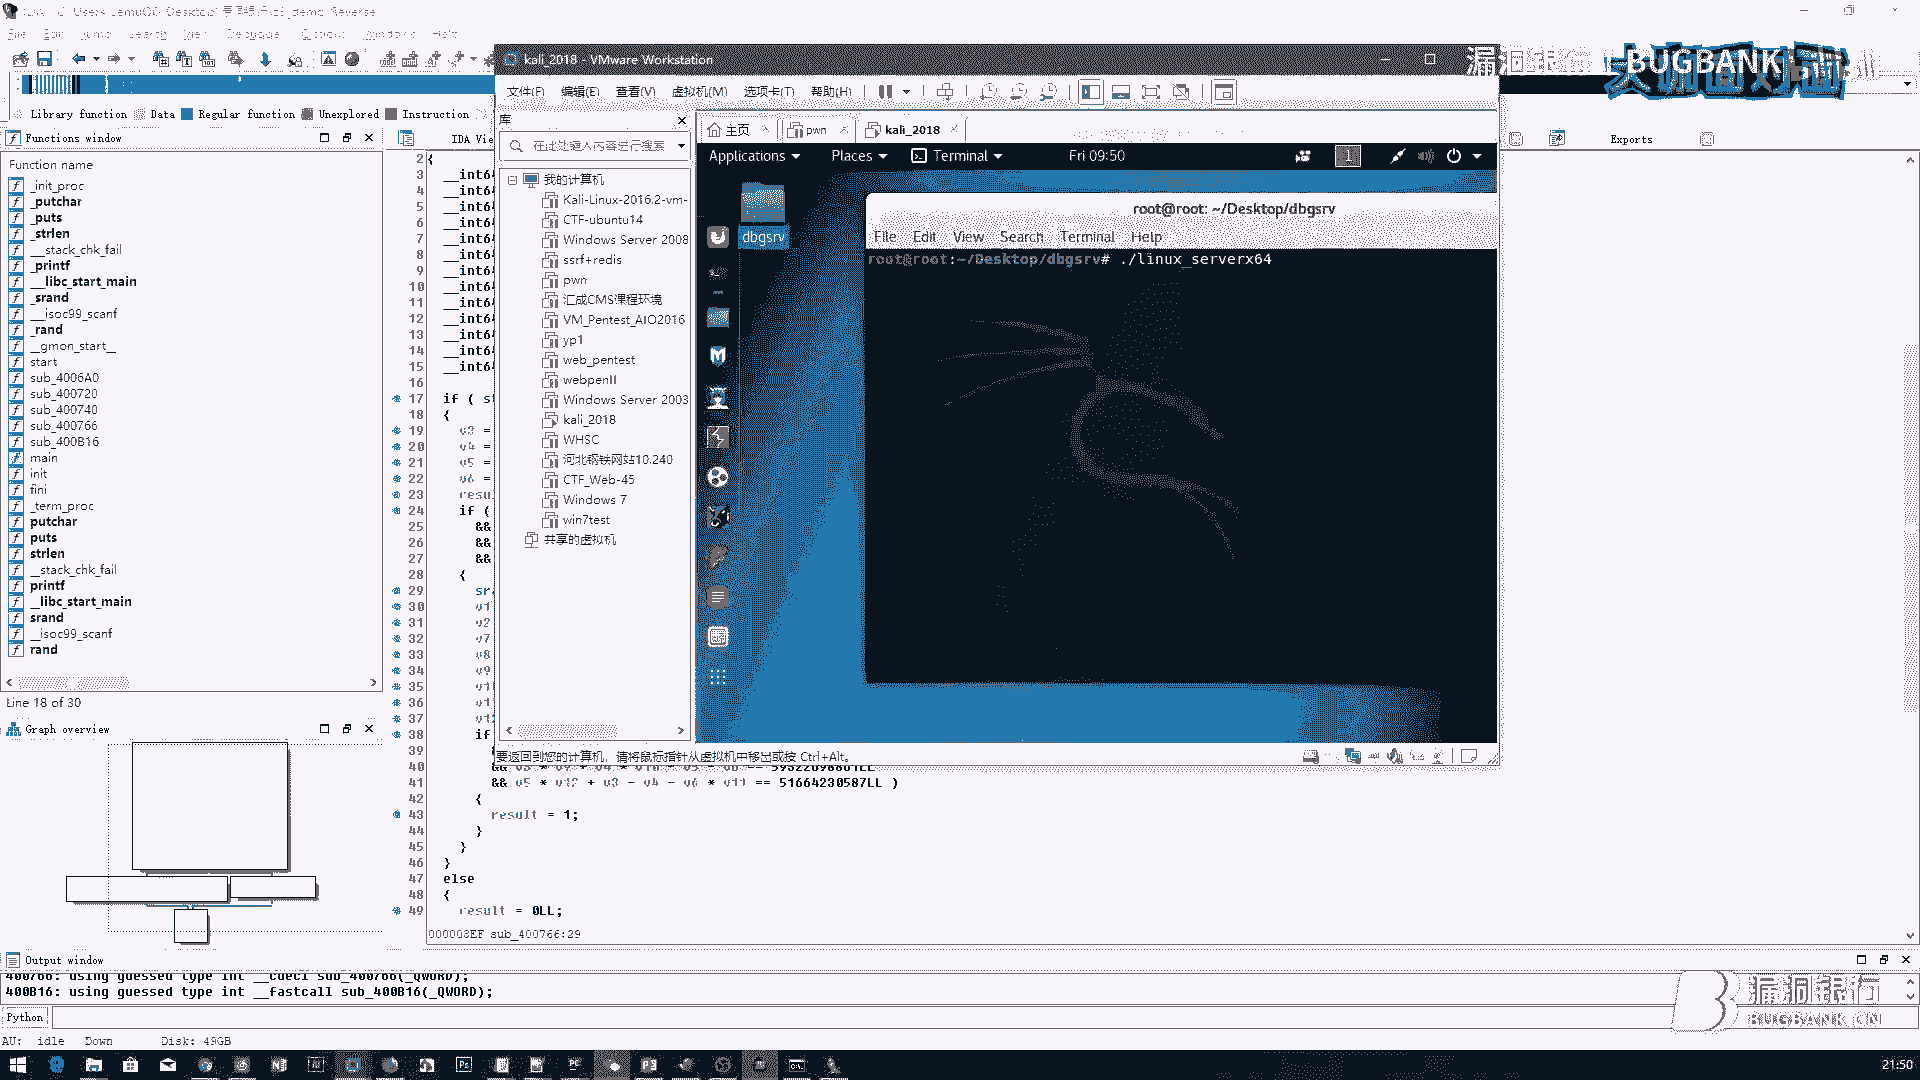 kali_2018 - VMware Workstation
漏洞银行 BUGBANK
文件(F) 编辑(E) 查看(V) 虚拟机(M) 选项卡(T) 帮助(H)
Library function Data Regular function Unexplored Instruction
库
主页 pwn kali_2018
Functions window
IDA Vie
Exports
在此处键入内容进行搜索
Applications Places Terminal Fri 09:50 1
Function name
_init_proc
_putchar
_puts
_strlen
__stack_chk_fail
_printf
__libc_start_main
_srand
__isoc99_scanf
_rand
__gmon_start__
start
sub_4006A0
sub_400720
sub_400740
sub_400766
sub_400B16
main
init
fini
_term_proc
putchar
puts
strlen
__stack_chk_fail
printf
__libc_start_main
srand
__isoc99_scanf
rand
Line 18 of 30
Graph overview
我的计算机
Kali-Linux-2016.2-vm-
CTF-ubuntu14
Windows Server 2008
ssrf+redis
pwn
汇成CMS课程环境
VM_Pentest_AIO2016
yp1
web_pentest
webpenII
Windows Server 2003
kali_2018
WHSC
河北钢铁网站10.240
CTF_Web-45
Windows 7
win7test
共享的虚拟机
dbgsrv
root@root: ~/Desktop/dbgsrv
File Edit View Search Terminal Help
root@root:~/Desktop/dbgsrv# ./linux_serverx64
要返回到您的计算机，请将鼠标指针从虚拟机中移出或按 Ctrl+Alt。
2 {
3 __int6
4 __int6
5 __int6
6 __int6
7 __int6
8 __int6
9 __int6
10 __int6
11 __int6
12 __int6
13 __int6
14 __int6
15 __int6
16
17 if ( st
18 {
19 v3 =
20 v4 =
21 v5 =
22 v6 =
23 resu
24 if (
25 &&
26 &&
27 &&
28 {
29 sr
30 v1
31 v2
32 v7
33 v8
34 v9
35 v1
36 v1
37 v1
38 if
39
40
41 && v5 * v12 + v3 - v4 - v6 * v11 == 51664230587LL )
42 {
43 result = 1;
44 }
45 }
46 }
47 else
48 {
49 result = 0LL;
000003EF sub_400766:29
Output window
400766: using guessed type int __cdecl sub_400766(_QWORD);
400B16: using guessed type int __fastcall sub_400B16(_QWORD);
Python
AU: idle Down Disk: 49GB
漏洞银行
BUGBANK.CN
21:50